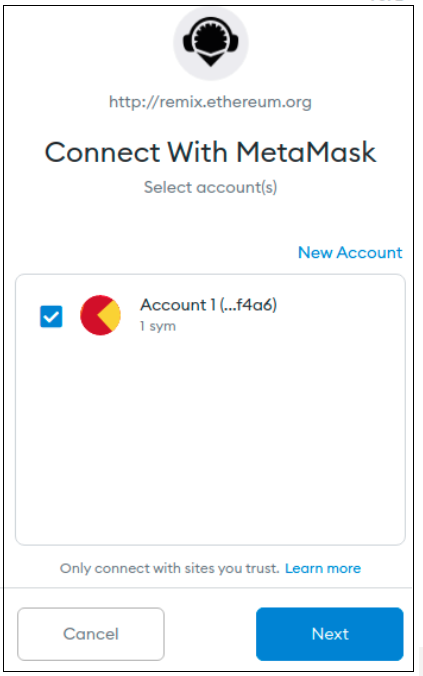 http://remix.ethereum.org
Connect With MetaMask
Select account(s)
New Account
Account 1 (...f4a6)
1 sym
Only connect with sites you trust. Learn more
Cancel
Next